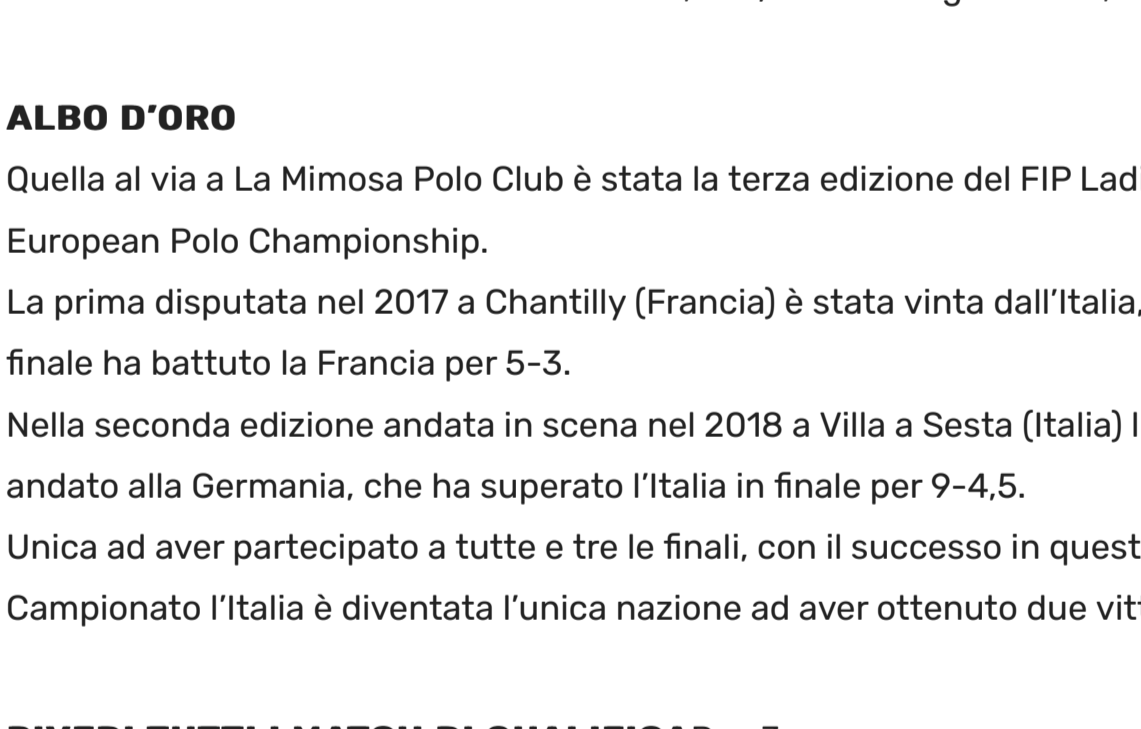 ALBO D’ORO
Quella al via a La Mimosa Polo Club è stata la terza edizione del FIP
European Polo Championship.
La prima disputata nel 2017 a Chantilly (Francia) è stata vinta dall’Italia,
finale ha battuto la Francia per 5-3.
Nella seconda edizione andata in scena nel 2018 a Villa a Sesta (Italia)
andato alla Germania, che ha superato l’Italia in finale per 9-4,5.
Unica ad aver partecipato a tutte e tre le finali, con il successo in
Campionato l’Italia è diventata l’unica nazione ad aver ottenuto due